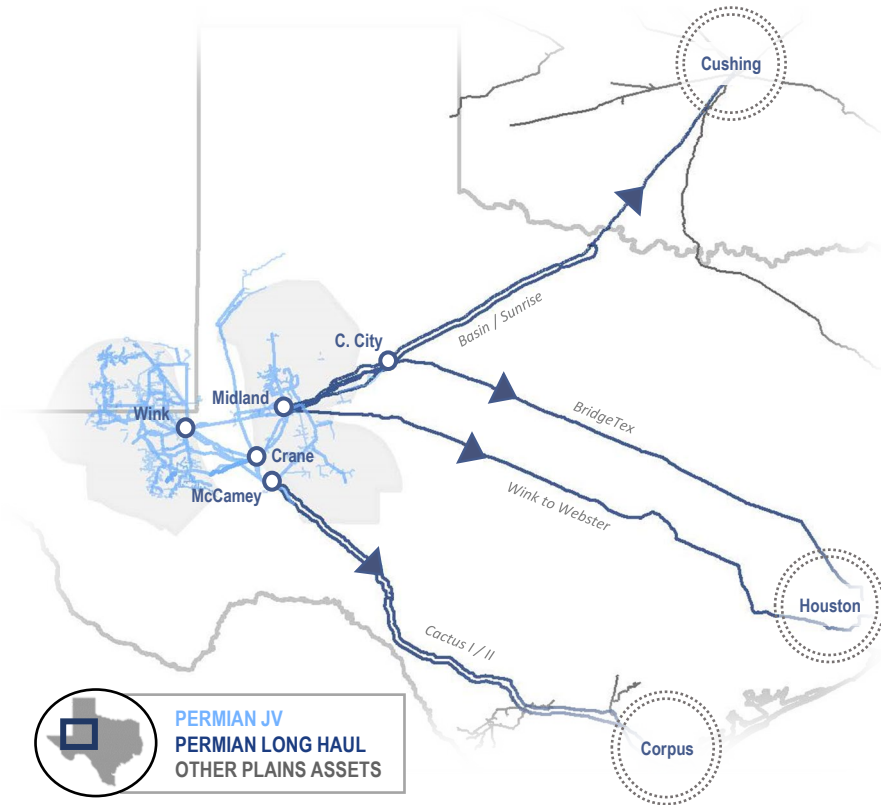 Cushing
Basin / Sunrise
C. City
Midland
BridgeTex
Wink
Crane
McCamey
Wink to Webster
Houston
Cactus I / II
Corpus
PERMIAN JV
PERMIAN LONG HAUL
OTHER PLAINS ASSETS